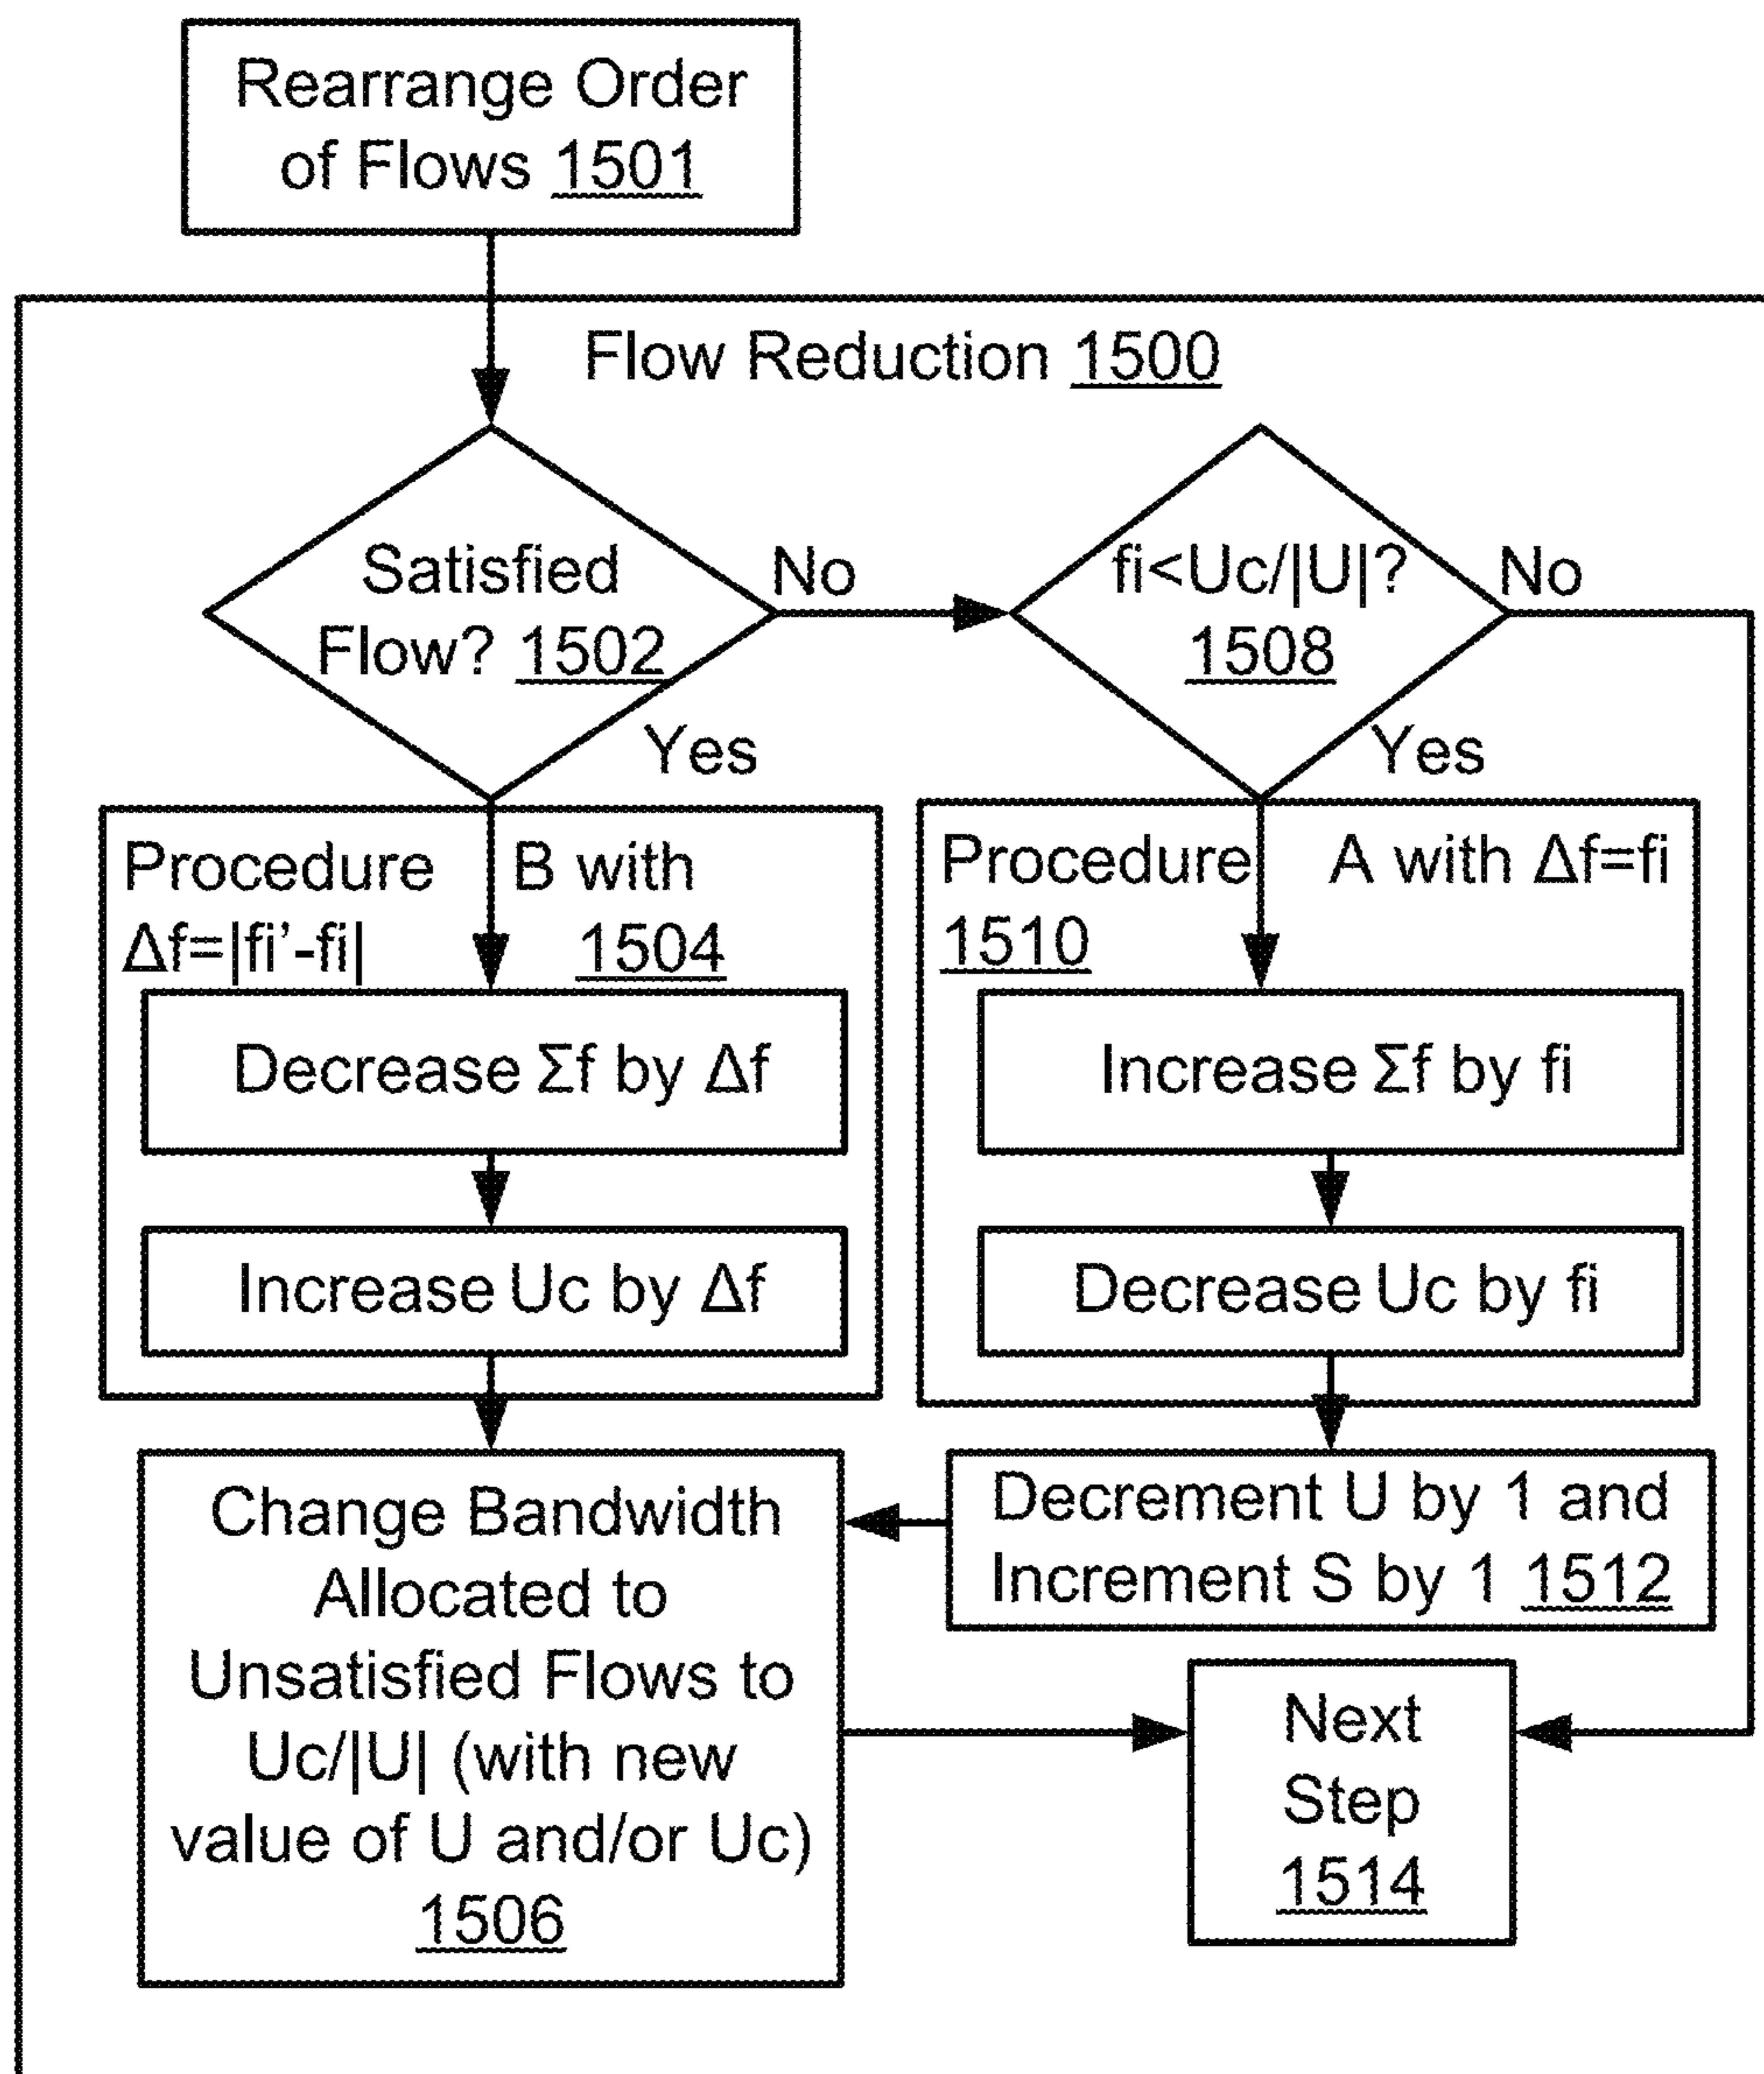 Rearrange Order
of Flows 1501
Flow Reduction 1500
Satisfied
Flow? 1502
No
Yes
fi<Uc/|U|?
1508
No
Yes
Procedure B with
Δf=|fi’-fi| 1504
Decrease Σf by Δf
Increase Uc by Δf
Procedure A with Δf=fi
1510
Increase Σf by fi
Decrease Uc by fi
Change Bandwidth
Allocated to
Unsatisfied Flows to
Uc/|U| (with new
value of U and/or Uc)
1506
Decrement U by 1 and
Increment S by 1 1512
Next
Step
1514